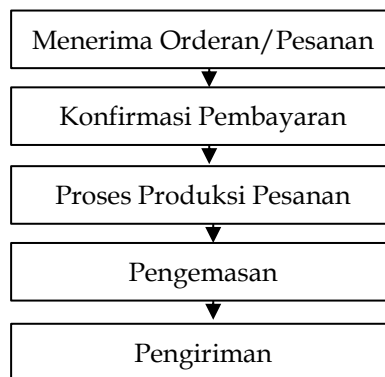 Menerima Orderan/Pesanan
Konfirmasi Pembayaran
Proses Produksi Pesanan
Pengemasan
Pengiriman